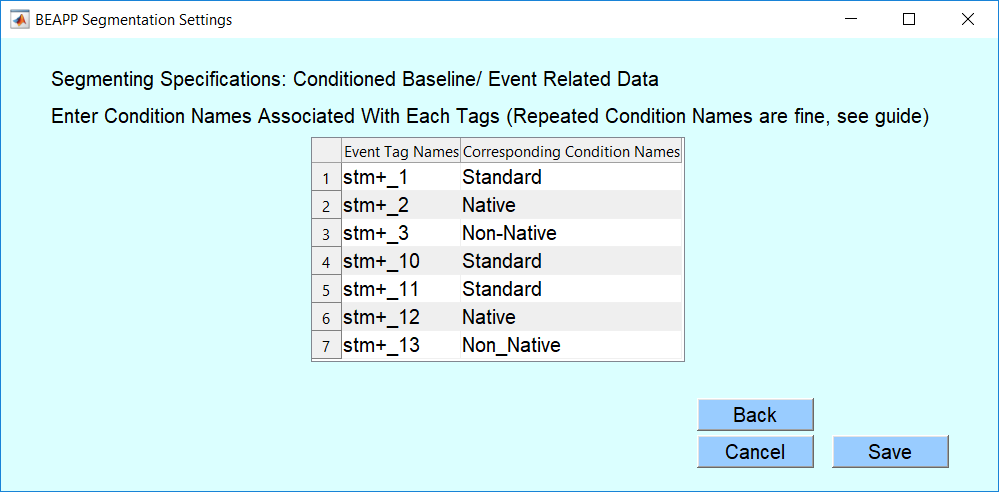 BEAPP Segmentation Settings
Segmenting Specifications: Conditioned Baseline/ Event Related Data
Enter Condition Names Associated With Each Tags (Repeated Condition Names are fine, see guide)
Event Tag Names Corresponding Condition Names
1 stm+_1 Standard
2 stm+_2 Native
3 stm+_3 Non-Native
4 stm+_10 Standard
5 stm+_11 Standard
6 stm+_12 Native
7 stm+_13 Non_Native
Back
Cancel Save